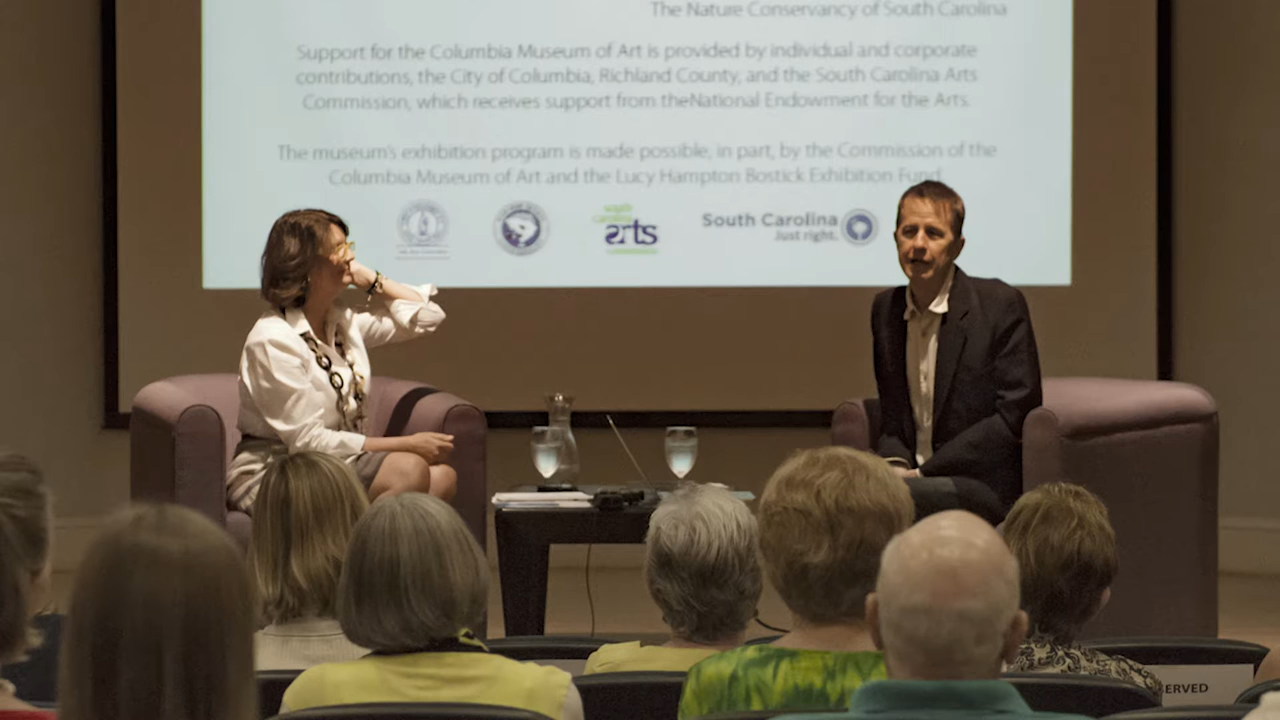 The Nature Conservancy of South Carolina
Support for the Columbia Museum of Art is provided by individual and corporate
contributions, the City of Columbia, Richland County, and the South Carolina Arts
Commission, which receives support from theNational Endowment for the Arts.
The museum's exhibition program is made possible, in part, by the Commission of the
Columbia Museum of Art and the Lucy Hampton Bostick Exhibition Fund
south
carolina
arts
South Carolina
Just right.
ERVED